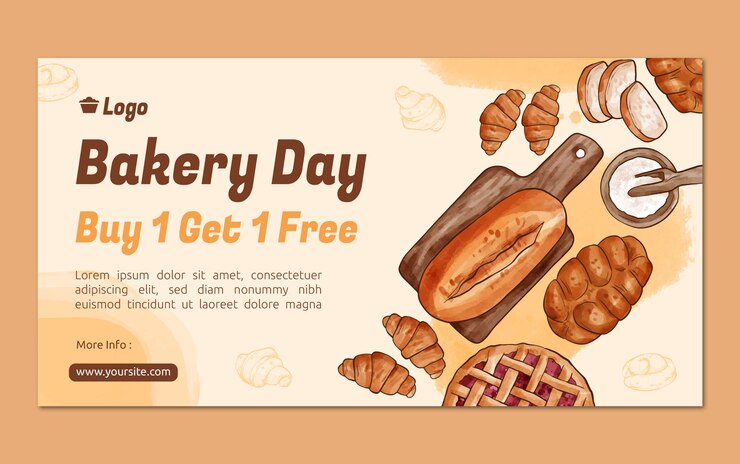 Logo
Bakery Day
Buy 1 Get 1 Free
Lorem ipsum dolor sit amet, consectetuer
adipiscing elit, sed diam nonummy nibh
euismod tincidunt ut laoreet dolore magna
More Info :
www.yoursite.com